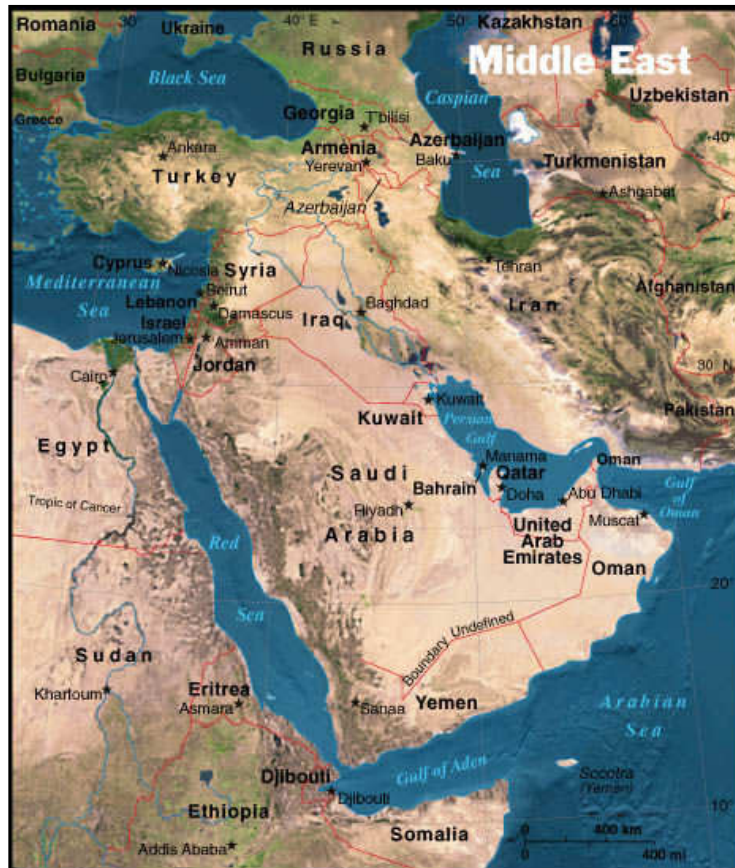 30°
40° E
50°
60°
Romania
Ukraine
Russia
Kazakhstan
Middle East
Bulgaria
Black Sea
Caspian
Sea
Uzbekistan
Greece
Georgia
T'bilisi
Armenia
Yerevan
Azerbaijan
Baku
40°
Ankara
Turkey
Turkmenistan
Ashgabat
Azerbaijan
Cyprus
Nicosia
Syria
Tehran
Mediterranean
Sea
Beirut
Lebanon
Damascus
Iraq
Baghdad
Iran
Afghanistan
Israel
Jerusalem
Amman
Jordan
30° N
Cairo
Kuwait
Kuwait
Persian
Gulf
Pakistan
Egypt
Saudi
Arabia
Manama
Bahrain
Qatar
Doha
Oman
Gulf
of
Oman
Abu Dhabi
Tropic of Cancer
Riyadh
Muscat
United
Arab
Emirates
Oman
Red
Sea
20°
Boundary Undefined
Sudan
Khartoum
Eritrea
Asmara
Sanaa
Yemen
Arabian
Sea
Djibouti
Djibouti
Gulf of Aden
Socotra
(Yemen)
Ethiopia
10°
Somalia
Addis Ababa
0
400 km
0
400 mi